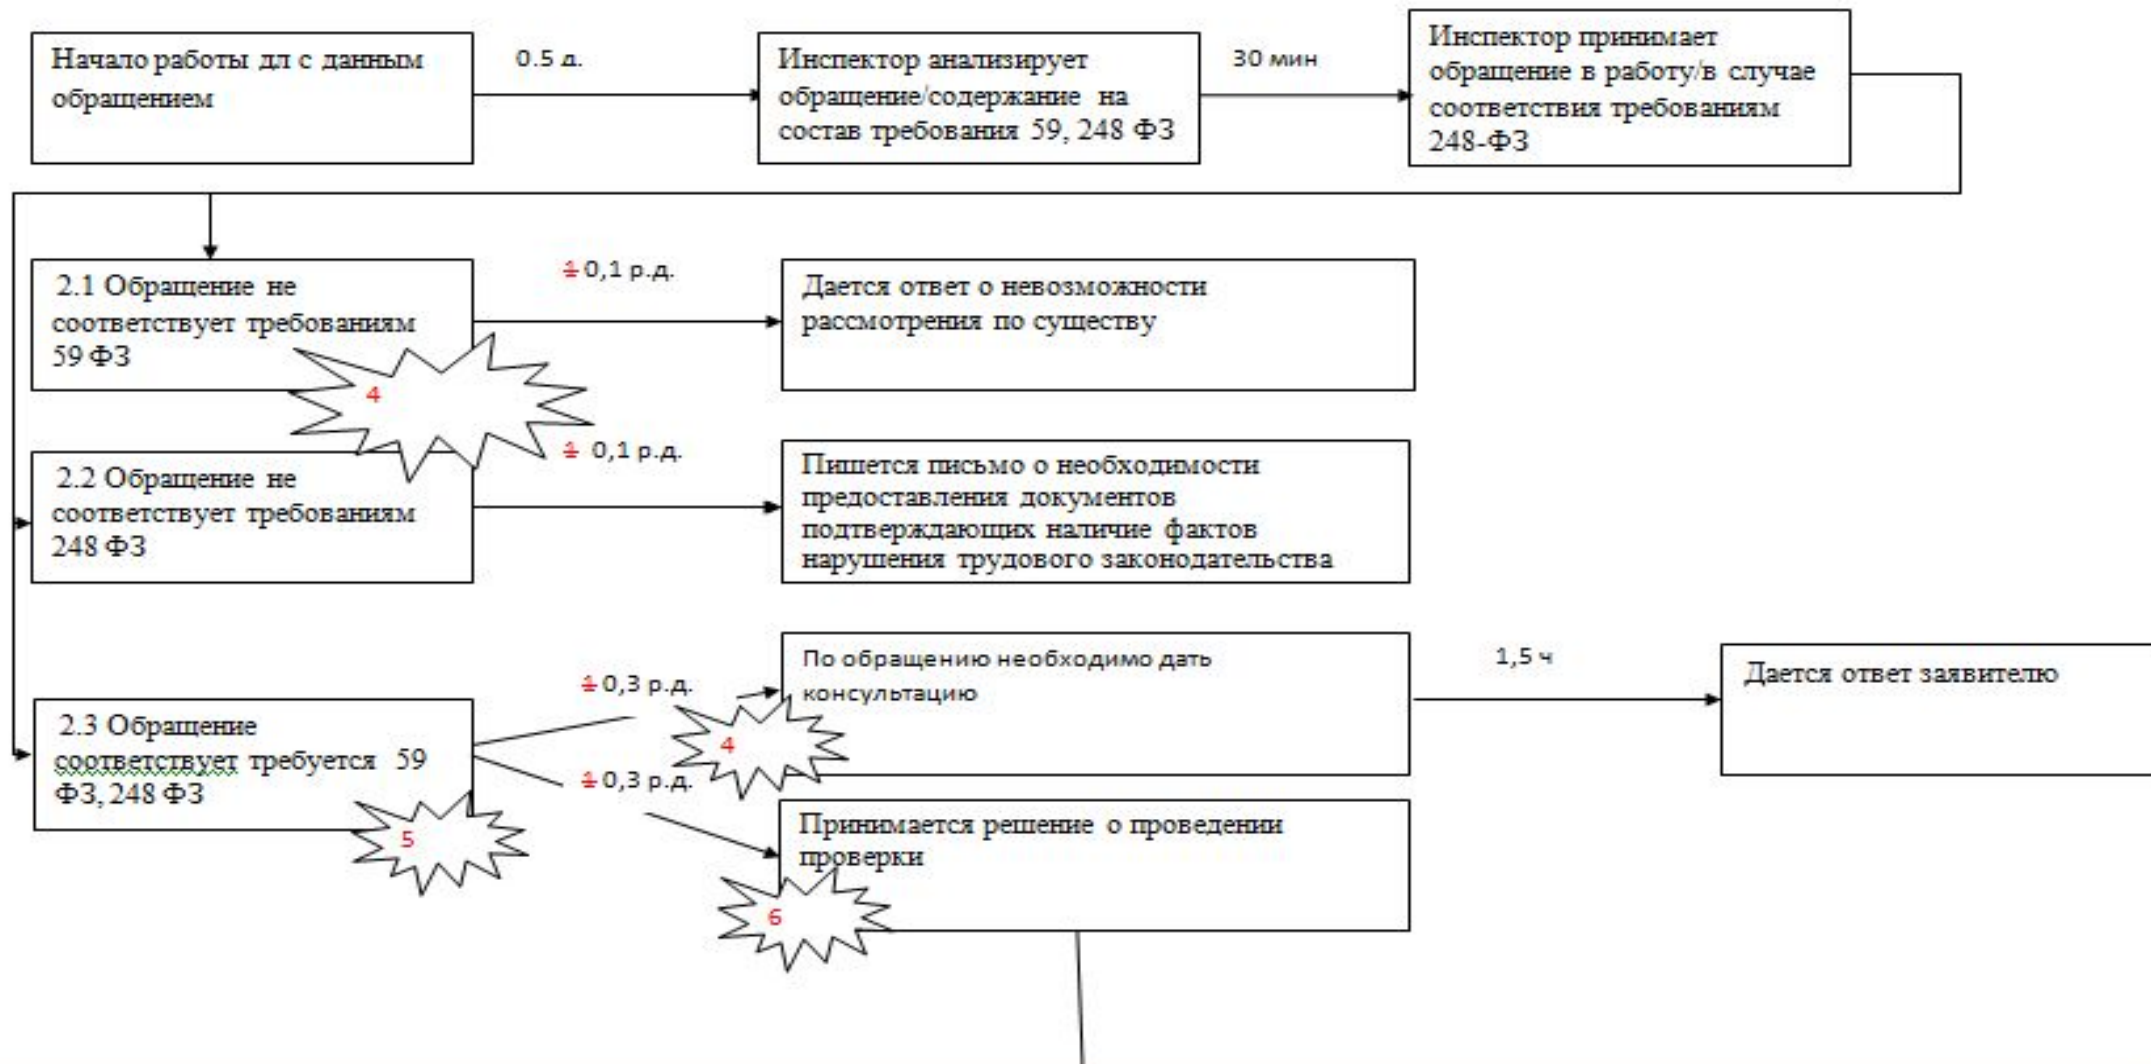 Начало работы дл с данным
обращением
0.5 д.
Инспектор анализирует
обращение/содержание на
состав требования 59, 248 ФЗ
30 мин
Инспектор принимает
обращение в работу/в случае
соответствия требованиям
248-ФЗ
2.1 Обращение не
соответствует требованиям
59 ФЗ
4
1 0,1 р.д.
Дается ответ о невозможности
рассмотрения по существу
2.2 Обращение не
соответствует требованиям
248 ФЗ
1 0,1 р.д.
Пишется письмо о необходимости
предоставления документов
подтверждающих наличие фактов
нарушения трудового законодательства
2.3 Обращение
соответствует требуется 59
ФЗ, 248 ФЗ
5
1 0,3 р.д.
4
По обращению необходимо дать
консультацию
1,5 ч
Дается ответ заявителю
1 0,3 р.д.
Принимается решение о проведении
проверки
6